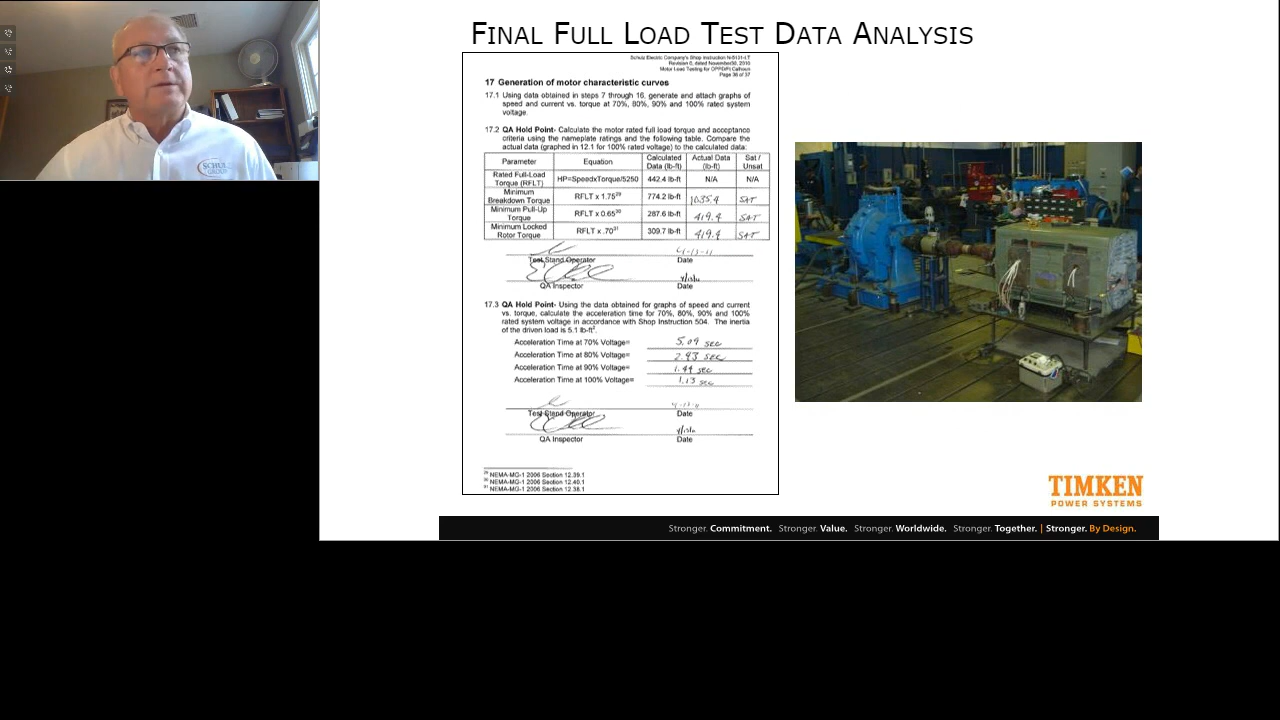 FINAL FULL LOAD TEST DATA ANALYSIS
Schulz Electric Company's Shop Instruction
Revision 6, dated November
Motor Load Testing for
Page 36 of 37
17 Generation of motor characteristic curves
17.1 Using data obtained in steps 7 through 16, generate and attach graphs of
speed and current vs. torque at 70%, 80%, 90% and 100% rated system
voltage.
17.2 QA Hold Point- Calculate the motor rated full load torque and acceptance
criteria using the nameplate ratings and the following table. Compare the
actual data (graphed in 12.1 for 100% rated voltage) to the calculated data:
Parameter Equation Calculated Data (lb-ft) Actual Data (lb-ft) Sat / Unsat
Rated Full-Load Torque (RFLT) HP=SpeedxTorque/5250 442.4 lb-ft N/A N/A
Minimum Breakdown Torque RFLT x 1.75²⁹ 774.2 lb-ft 1035.4 SAT
Minimum Pull-Up Torque RFLT x 0.65³⁰ 287.6 lb-ft 419.4 SAT
Minimum Locked Rotor Torque RFLT x .70³¹ 309.7 lb-ft 419.4 SAT
4-13-11
Test Stand Operator Date
QA Inspector Date
17.3 QA Hold Point- Using the data obtained for graphs of speed and current
vs. torque, calculate the acceleration time for 70%, 80%, 90% and 100%
rated system voltage in accordance with Shop Instruction 504. The inertia
of the driven load is 5.1 lb-ft².
Acceleration Time at 70% Voltage= 5.09 sec
Acceleration Time at 80% Voltage= 2.93 sec
Acceleration Time at 90% Voltage= 1.44 sec
Acceleration Time at 100% Voltage= 1.13 sec
Test Stand Operator Date
QA Inspector Date
²⁹ NEMA-MG-1 2006 Section 12.39.1
³⁰ NEMA-MG-1 2006 Section 12.40.1
³¹ NEMA-MG-1 2006 Section 12.38.1
SCHULZ
GROUP
TIMKEN
POWER SYSTEMS
Stronger. Commitment. Stronger. Value. Stronger. Worldwide. Stronger. Together. | Stronger. By Design.